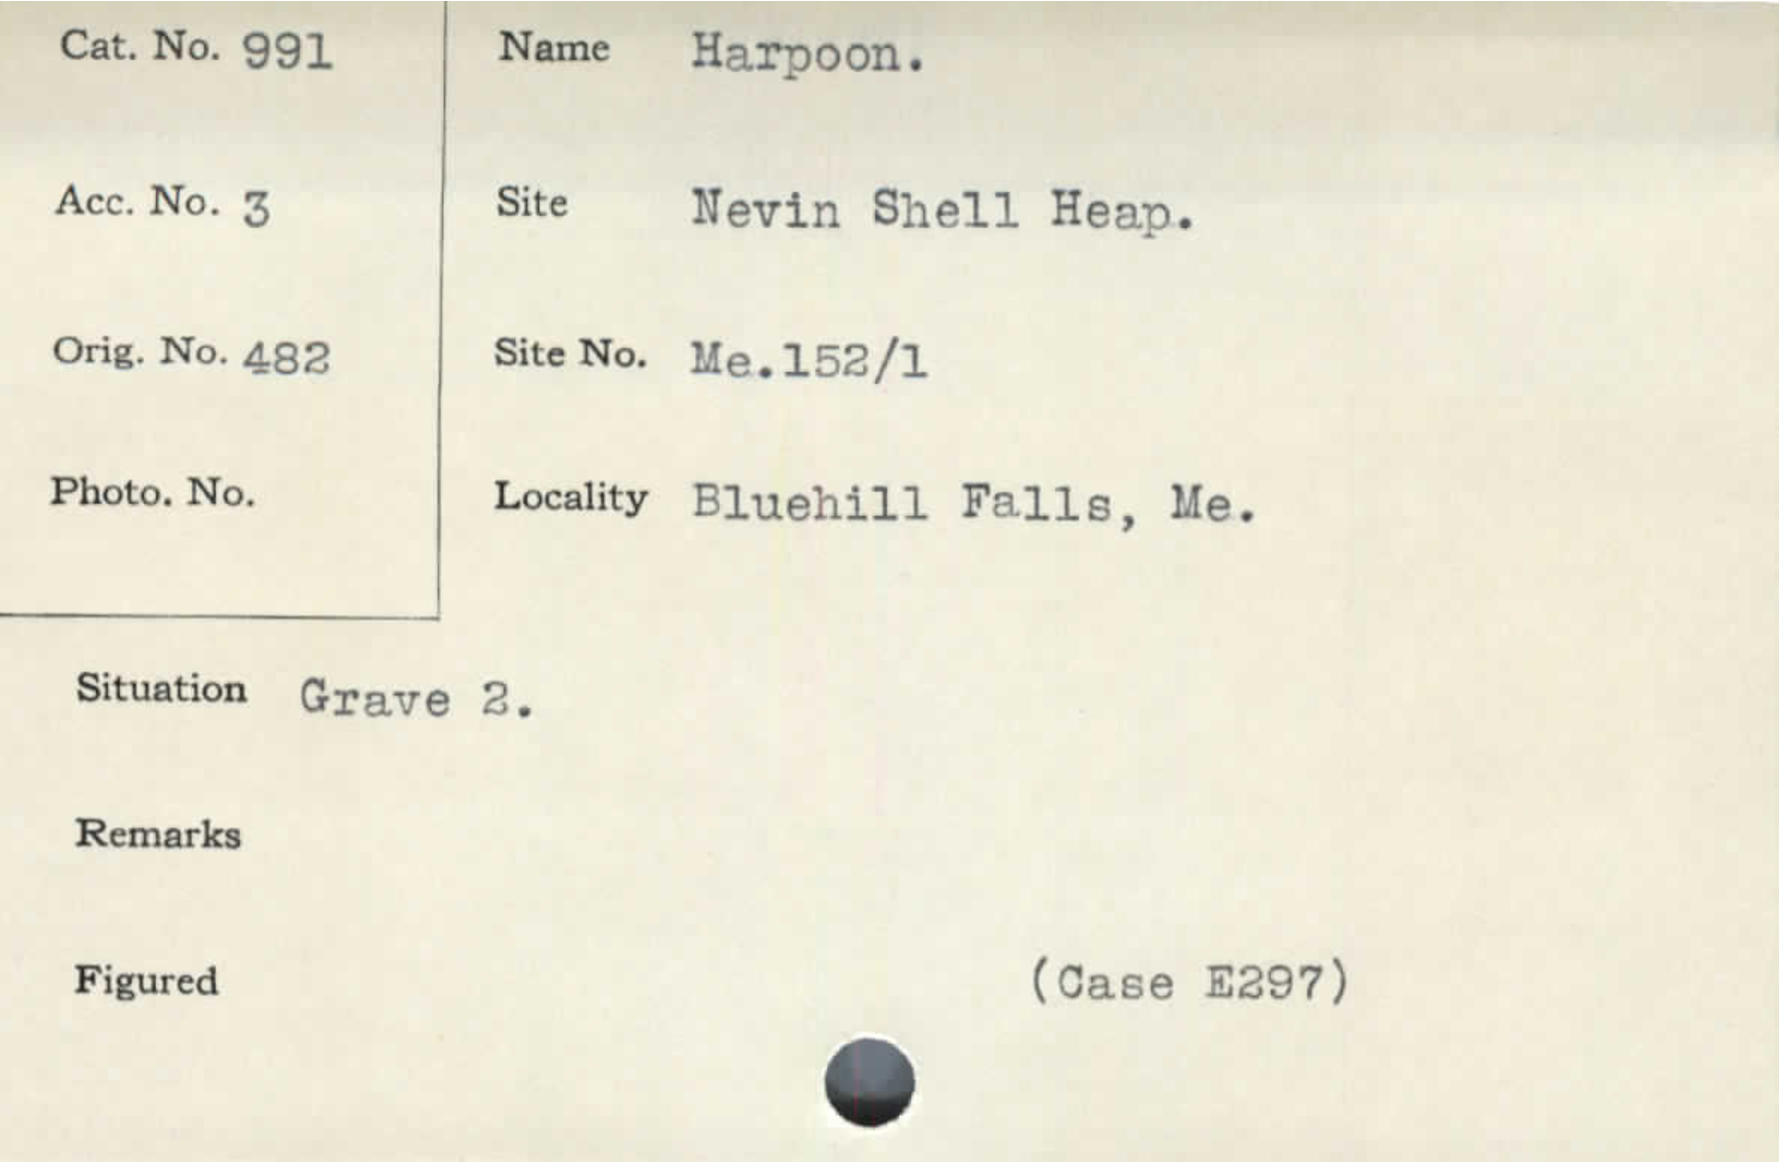 Cat. No. 991
Name Harpoon.
Acc. No. 3
Site Nevin Shell Heap.
Orig. No. 482
Site No. Me.152/1
Photo. No.
Locality Bluehill Falls, Me.
Situation Grave 2.
Remarks
Figured
(Case E297)